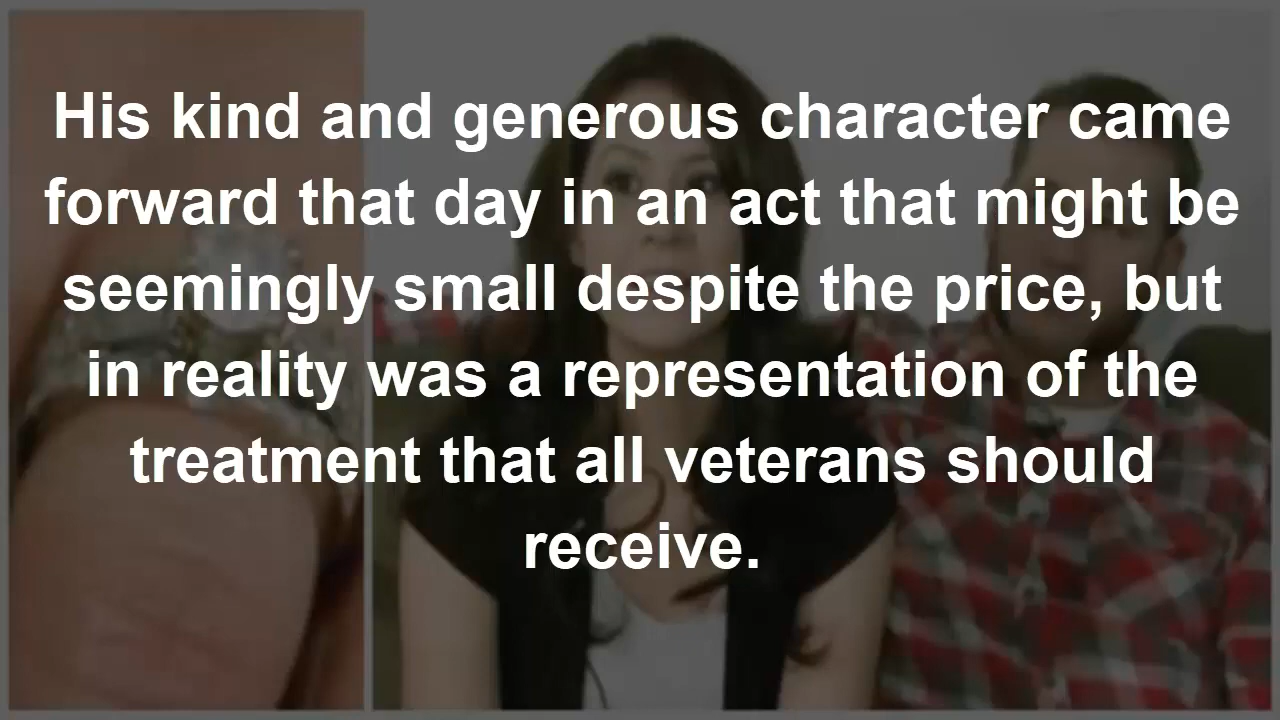 His kind and generous character came
forward that day in an act that might be
seemingly small despite the price, but
in reality was a representation of the
treatment that all veterans should
receive.